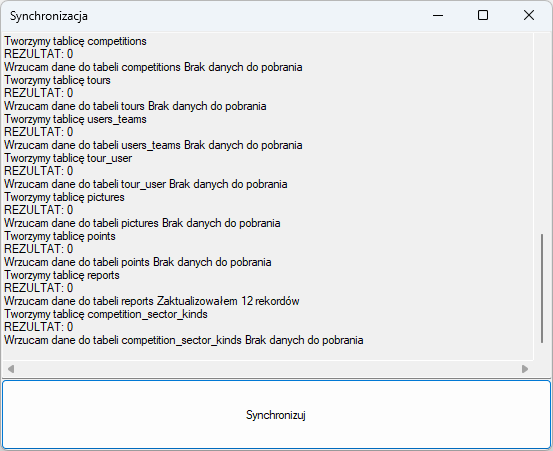 Synchronizacja
Tworzymy tablicę competitions
REZULTAT: 0
Wrzucam dane do tabeli competitions Brak danych do pobrania
Tworzymy tablicę tours
REZULTAT: 0
Wrzucam dane do tabeli tours Brak danych do pobrania
Tworzymy tablicę users_teams
REZULTAT: 0
Wrzucam dane do tabeli users_teams Brak danych do pobrania
Tworzymy tablicę tour_user
REZULTAT: 0
Wrzucam dane do tabeli tour_user Brak danych do pobrania
Tworzymy tablicę pictures
REZULTAT: 0
Wrzucam dane do tabeli pictures Brak danych do pobrania
Tworzymy tablicę points
REZULTAT: 0
Wrzucam dane do tabeli points Brak danych do pobrania
Tworzymy tablicę reports
REZULTAT: 0
Wrzucam dane do tabeli reports Zaktualizowałem 12 rekordów
Tworzymy tablicę competition_sector_kinds
REZULTAT: 0
Wrzucam dane do tabeli competition_sector_kinds Brak danych do pobrania
Synchronizuj